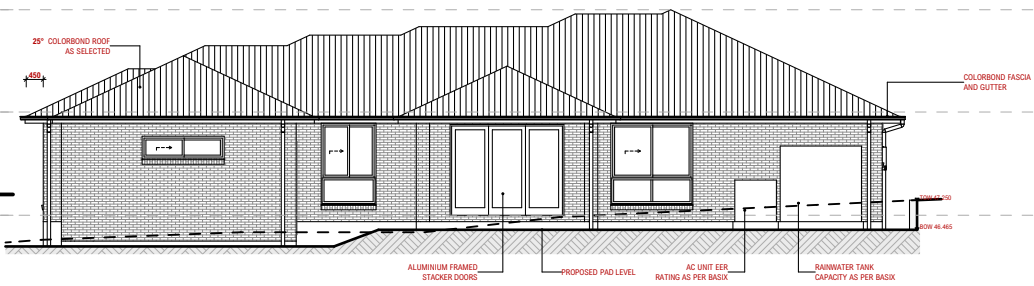 25° COLORBOND ROOF
AS SELECTED
450
COLORBOND FASCIA
AND GUTTER
TOW 47.250
BOW 46.465
ALUMINIUM FRAMED
STACKER DOORS
PROPOSED PAD LEVEL
AC UNIT EER
RATING AS PER BASIX
RAINWATER TANK
CAPACITY AS PER BASIX